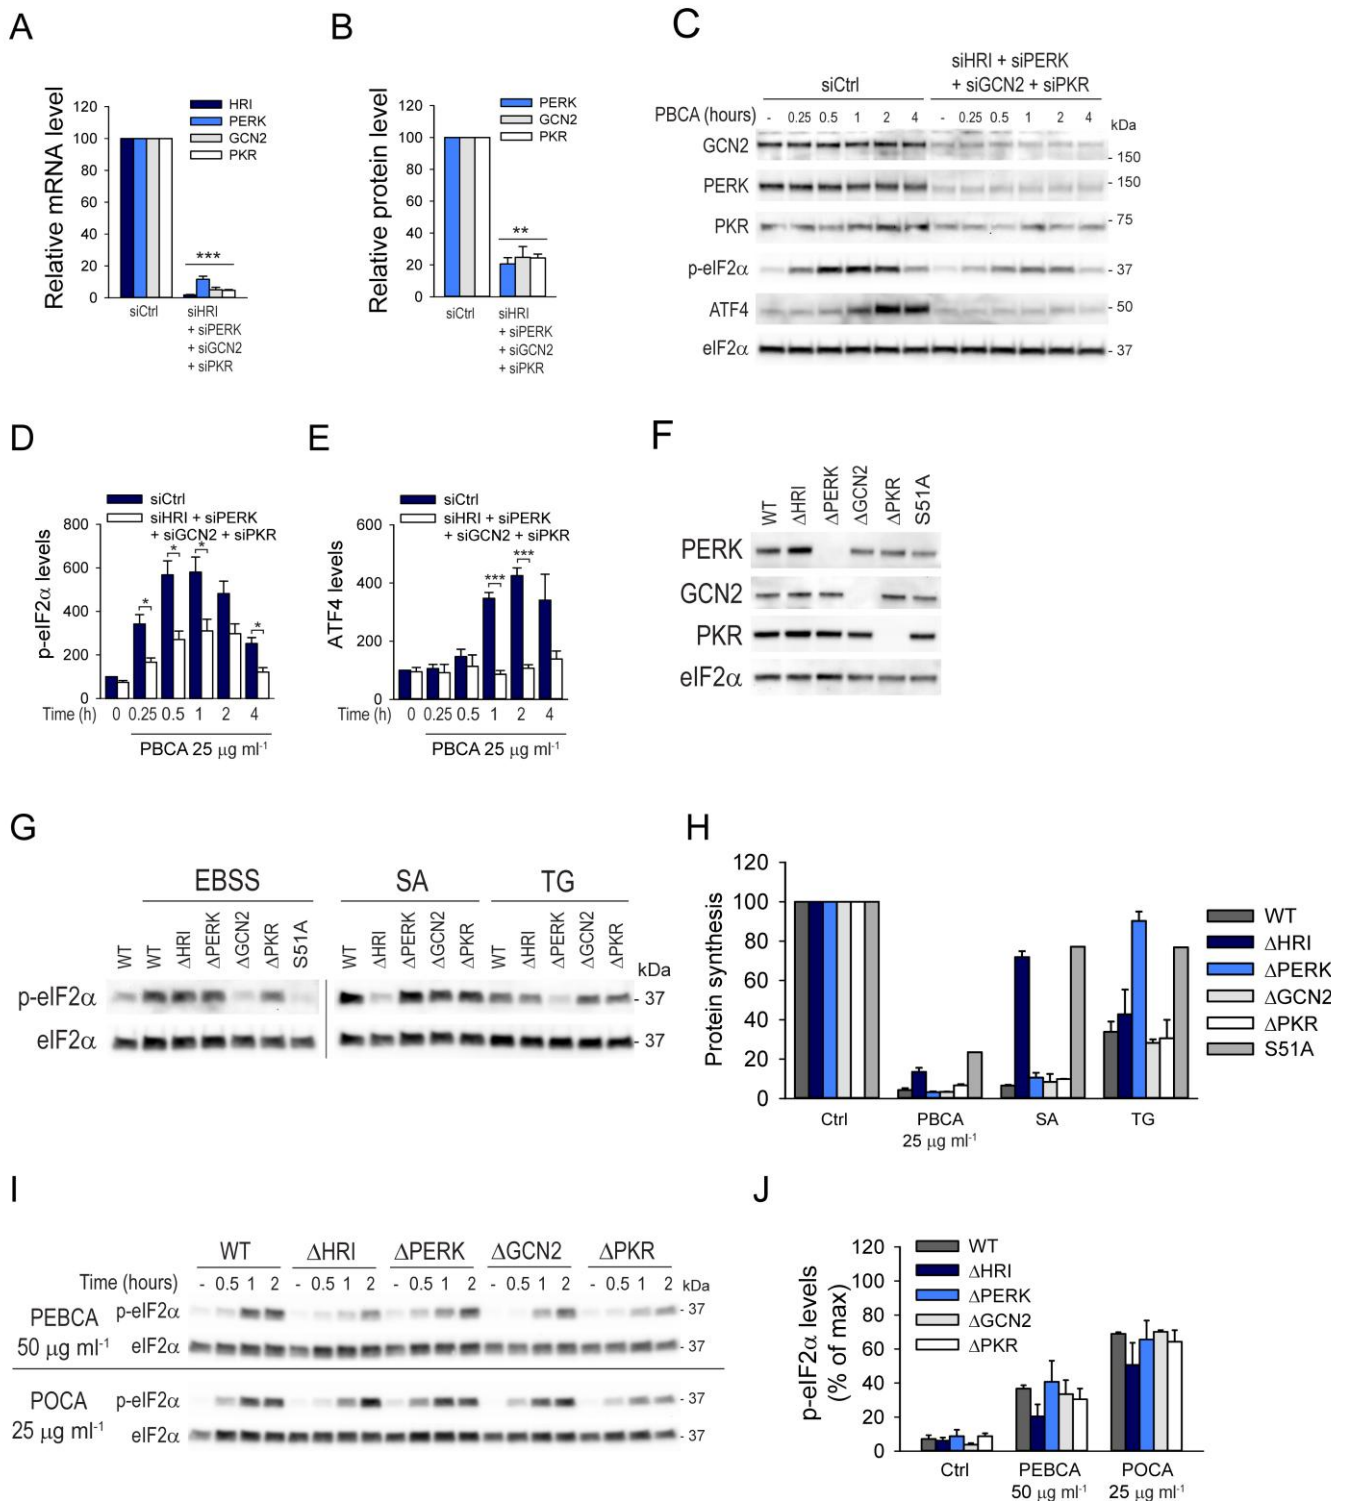 A
Relative mRNA level
120
100
80
60
40
20
0
HRI
PERK
GCN2
PKR
***
siCtrl
siHRI
+ siPERK
+ siGCN2
+ siPKR
B
Relative protein level
120
100
80
60
40
20
0
PERK
GCN2
PKR
**
siCtrl
siHRI
+ siPERK
+ siGCN2
+ siPKR
C
siCtrl
siHRI + siPERK
+ siGCN2 + siPKR
PBCA (hours) - 0.25 0.5 1 2 4 - 0.25 0.5 1 2 4 kDa
GCN2 - 150
PERK - 150
PKR - 75
p-eIF2α - 37
ATF4 - 50
eIF2α - 37
D
siCtrl
siHRI + siPERK
+ siGCN2 + siPKR
p-eIF2α levels
800
600
400
200
0
* * * *
Time (h) 0 0.25 0.5 1 2 4
PBCA 25 μg ml⁻¹
E
siCtrl
siHRI + siPERK
+ siGCN2 + siPKR
ATF4 levels
600
400
200
0
*** ***
Time (h) 0 0.25 0.5 1 2 4
PBCA 25 μg ml⁻¹
F
WT ΔHRI ΔPERK ΔGCN2 ΔPKR S51A
PERK
GCN2
PKR
eIF2α
G
EBSS SA TG
WT WT ΔHRI ΔPERK ΔGCN2 ΔPKR S51A WT ΔHRI ΔPERK ΔGCN2 ΔPKR WT ΔHRI ΔPERK ΔGCN2 ΔPKR kDa
p-eIF2α - 37
eIF2α - 37
H
Protein synthesis
120
100
80
60
40
20
0
Ctrl PBCA SA TG
25 μg ml⁻¹
WT
ΔHRI
ΔPERK
ΔGCN2
ΔPKR
S51A
I
WT ΔHRI ΔPERK ΔGCN2 ΔPKR
Time (hours) - 0.5 1 2 - 0.5 1 2 - 0.5 1 2 - 0.5 1 2 - 0.5 1 2 kDa
PEBCA
50 μg ml⁻¹
p-eIF2α - 37
eIF2α - 37
POCA
25 μg ml⁻¹
p-eIF2α - 37
eIF2α - 37
J
p-eIF2α levels
(% of max)
120
100
80
60
40
20
0
WT
ΔHRI
ΔPERK
ΔGCN2
ΔPKR
Ctrl PEBCA POCA
50 μg ml⁻¹ 25 μg ml⁻¹